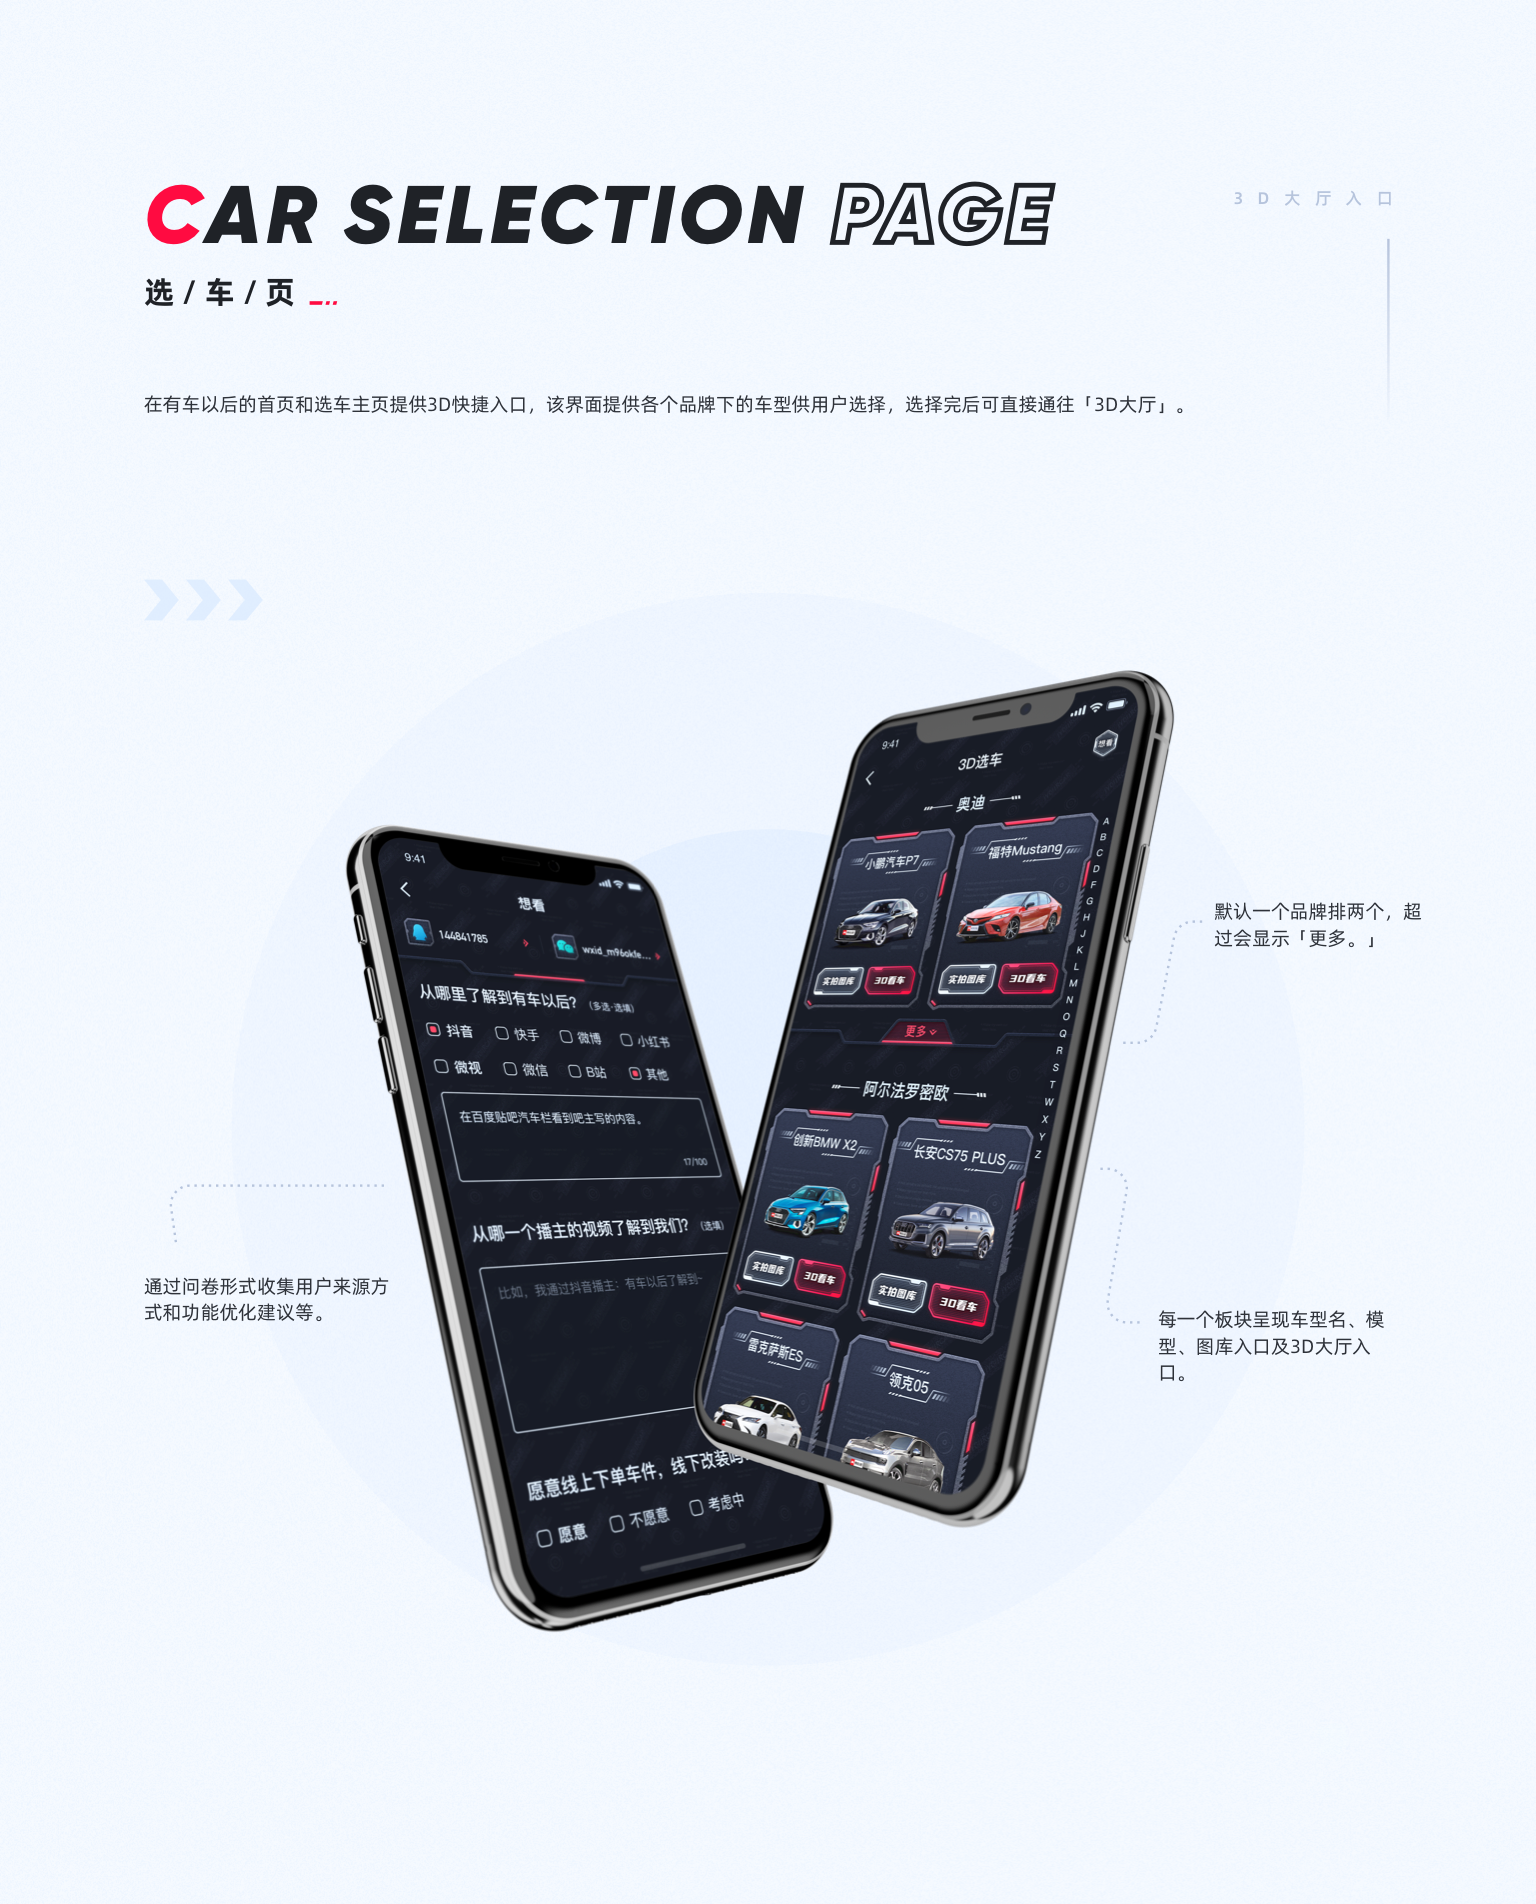 CAR SELECTION PAGE
3D大厅入口
选/车/页
在有车以后的首页和选车主页提供3D快捷入口，该界面提供各个品牌下的车型供用户选择，选择完后可直接通往「3D大厅」。
9:41
3D选车
想看
奥迪
小鹏汽车P7
福特Mustang
实拍图库
3D看车
实拍图库
3D看车
更多
阿尔法罗密欧
创新BMW X2
长安CS75 PLUS
实拍图库
3D看车
实拍图库
3D看车
雷克萨斯ES
领克05
A
B
C
D
F
G
H
J
K
L
M
N
O
Q
R
S
T
W
X
Y
Z
默认一个品牌排两个，超
过会显示「更多。」
每一个板块呈现车型名、模
型、图库入口及3D大厅入
口。
9:41
想看
144841785
wxid_m96okfe...
从哪里了解到有车以后？（多选·选填）
抖音 快手 微博 小红书
微视 微信 B站 其他
在百度贴吧汽车栏看到吧主写的内容。
17/100
从哪一个播主的视频了解到我们？（选填）
比如，我通过抖音播主：有车以后了解到~
愿意线上下单车件，线下改装吗
愿意 不愿意 考虑中
通过问卷形式收集用户来源方
式和功能优化建议等。